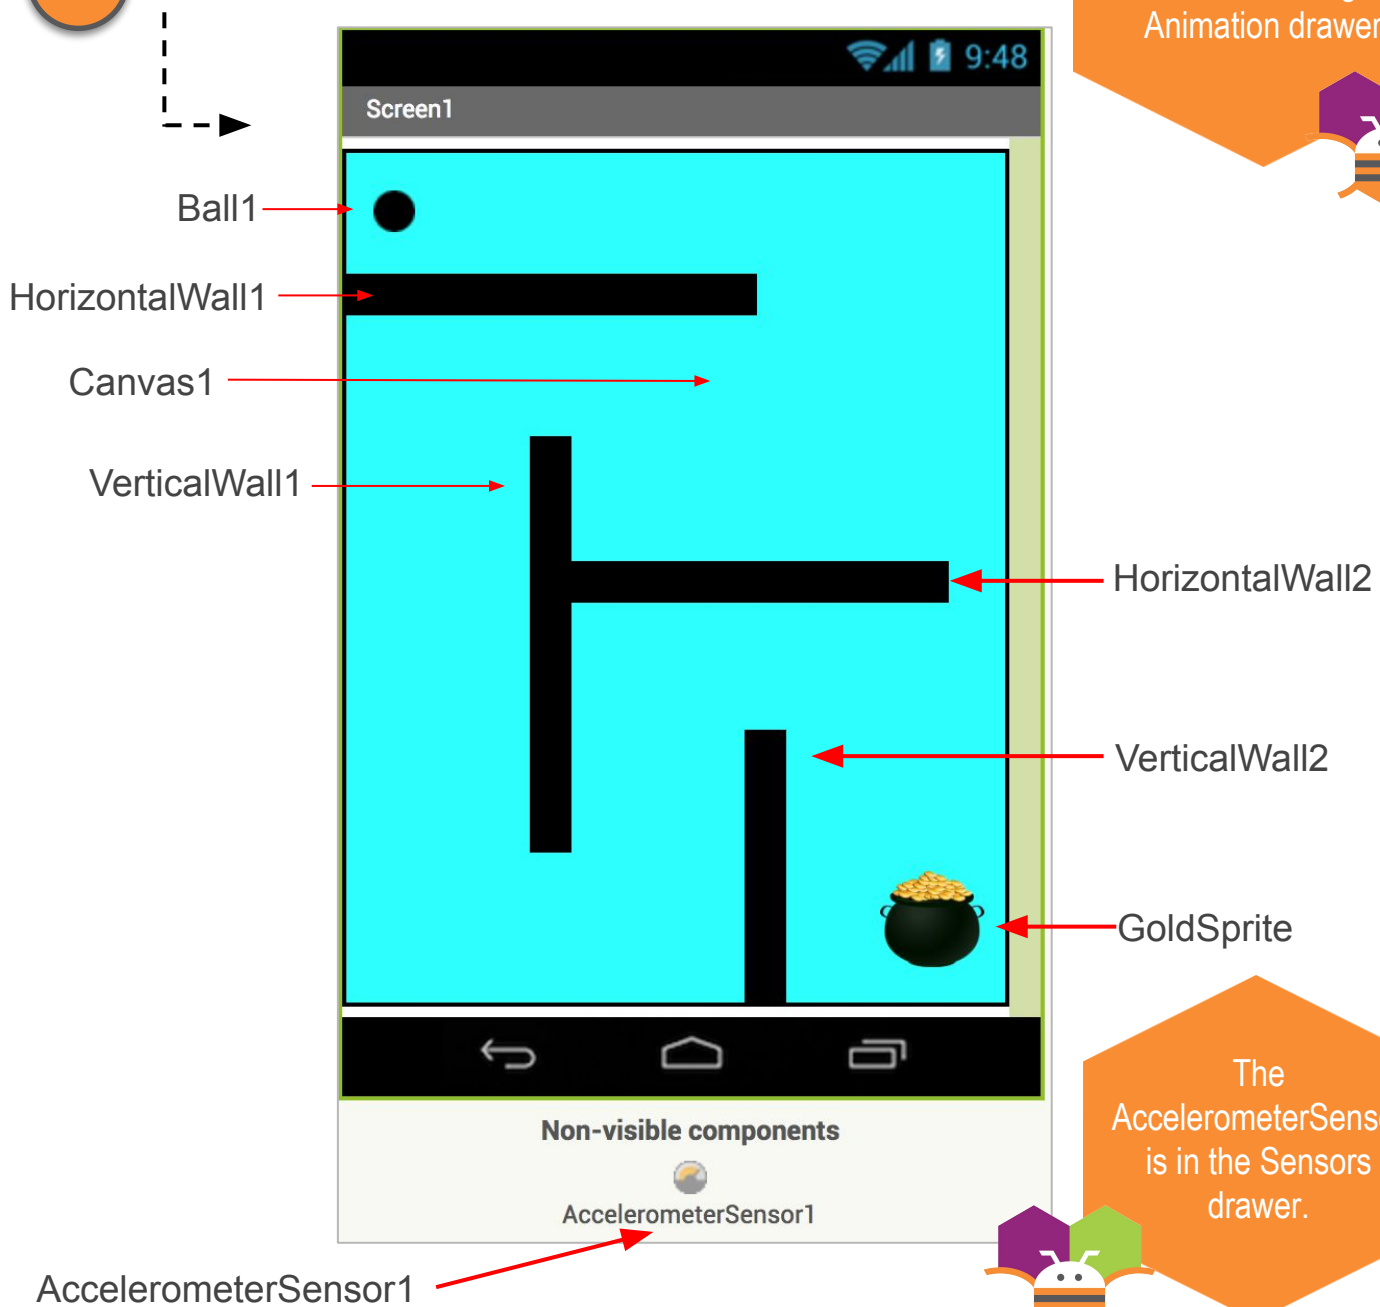 Animation drawer
9:48
Screen1
Ball1
HorizontalWall1
Canvas1
VerticalWall1
HorizontalWall2
VerticalWall2
GoldSprite
The
is in the Sensors
drawer.
Non-visible components
AccelerometerSensor1
AccelerometerSensor1